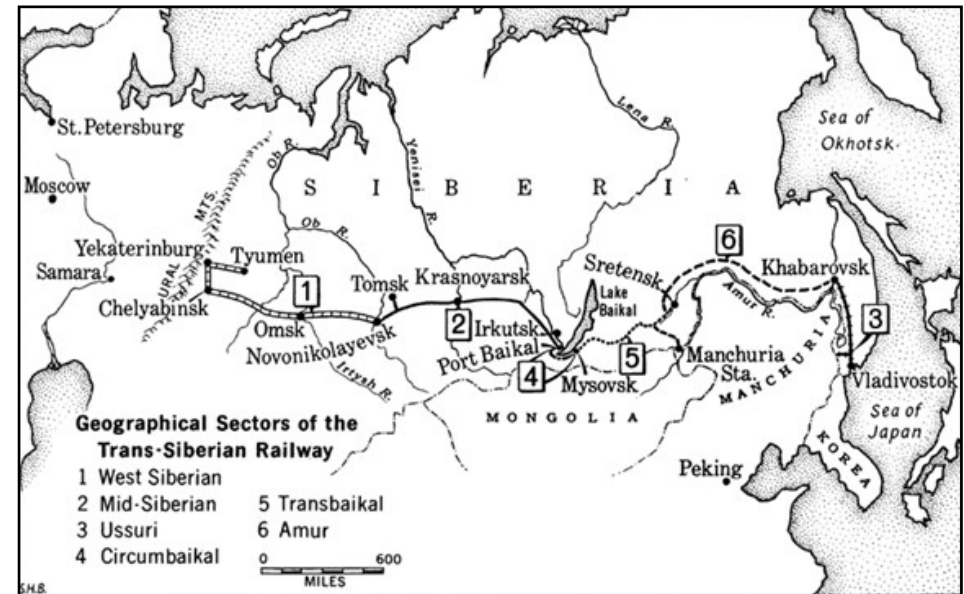 St.Petersburg
Moscow
Samara
Yekaterinburg
Tyumen
Chelyabinsk
URAL MTS.
Ob R.
Ob R.
Yenisei R.
Lena R.
SIBERIA
Sea of
Okhotsk
1
Omsk
Novonikolayevsk
Irtysh R.
Tomsk
Krasnoyarsk
2
Irkutsk
Port Baikal
4
Mysovsk
Lake
Baikal
5
Sretensk
6
Amur R.
Khabarovsk
3
Manchuria
Sta.
MANCHURIA
Vladivostok
Sea of
Japan
MONGOLIA
KOREA
Peking
Geographical Sectors of the
Trans-Siberian Railway
1 West Siberian
2 Mid-Siberian
3 Ussuri
4 Circumbaikal
5 Transbaikal
6 Amur
0 600
MILES
S.H.B.